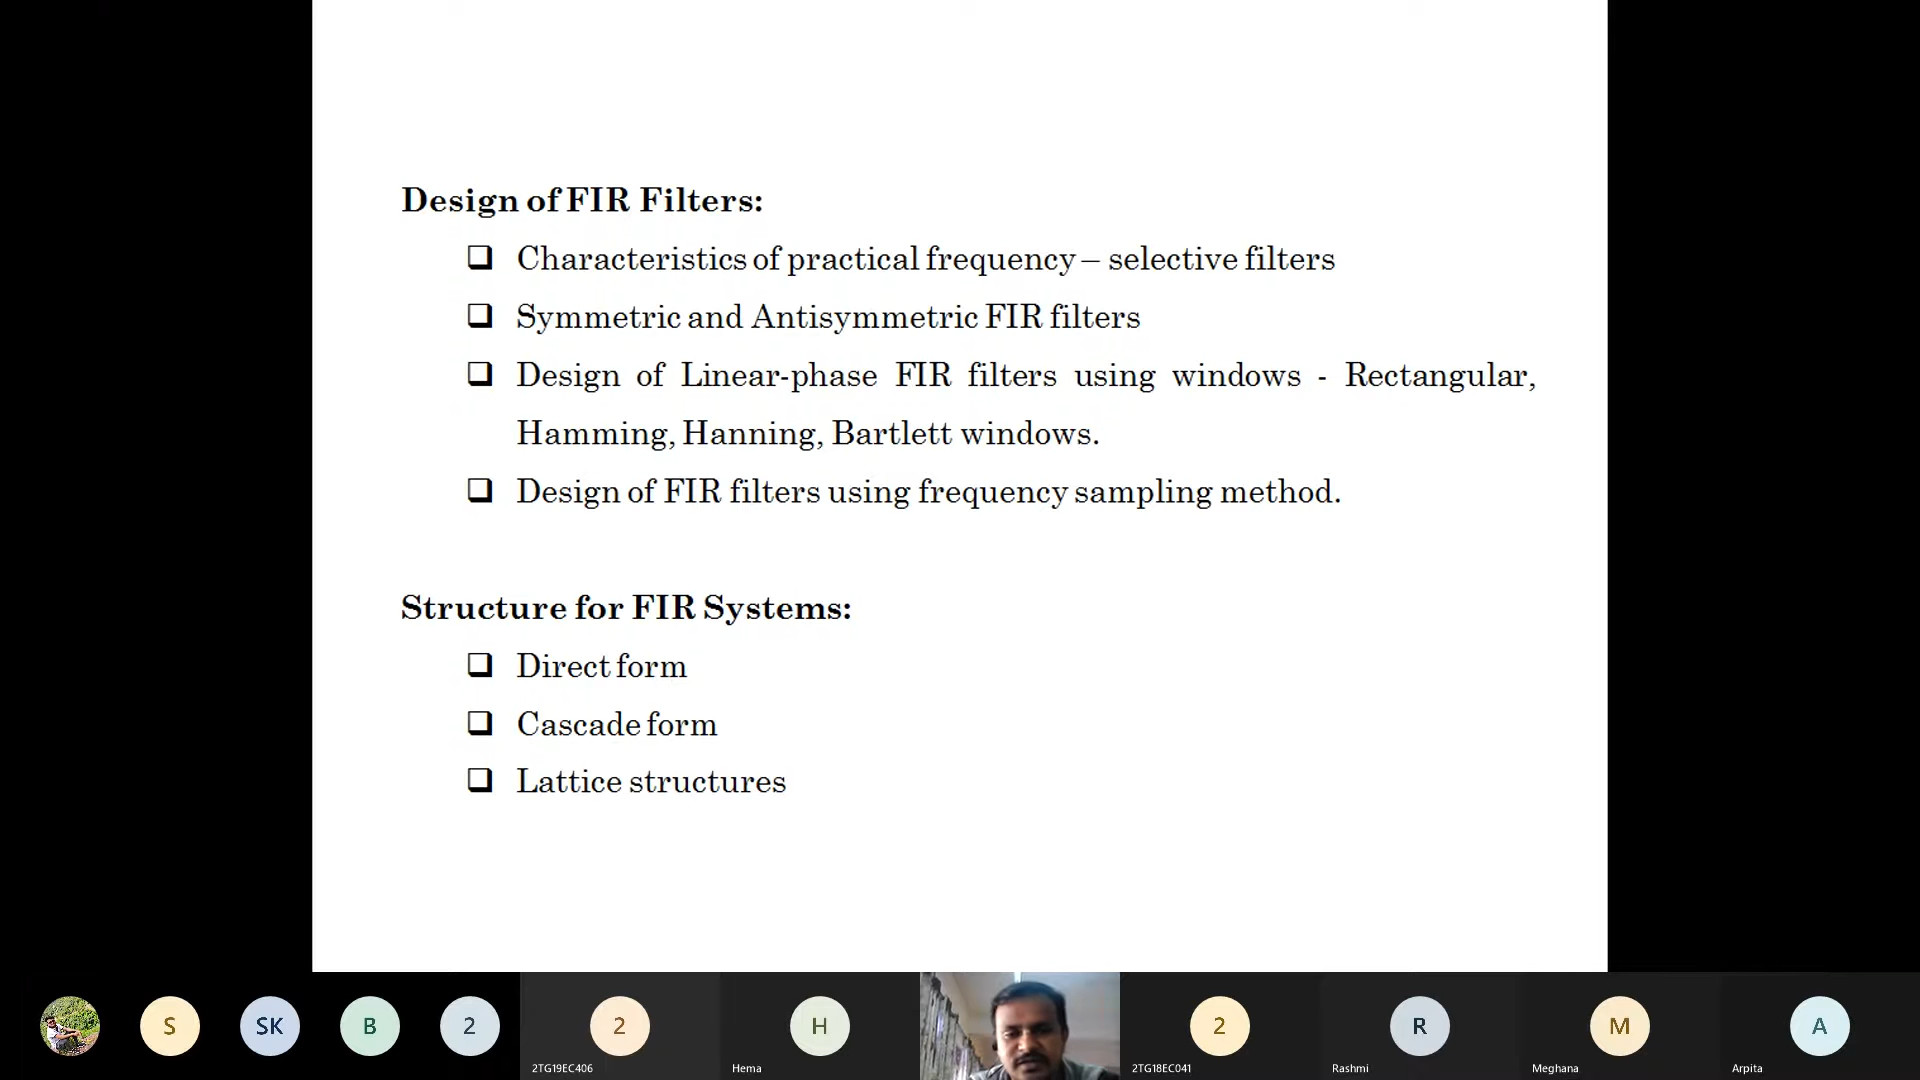 Design of FIR Filters:
Characteristics of practical frequency – selective filters
Symmetric and Antisymmetric FIR filters
Design of Linear-phase FIR filters using windows - Rectangular,
Hamming, Hanning, Bartlett windows.
Design of FIR filters using frequency sampling method.
Structure for FIR Systems:
Direct form
Cascade form
Lattice structures
S
SK
B
2
2
H
2
R
M
A
2TG19EC406
Hema
2TG18EC041
Rashmi
Meghana
Arpita